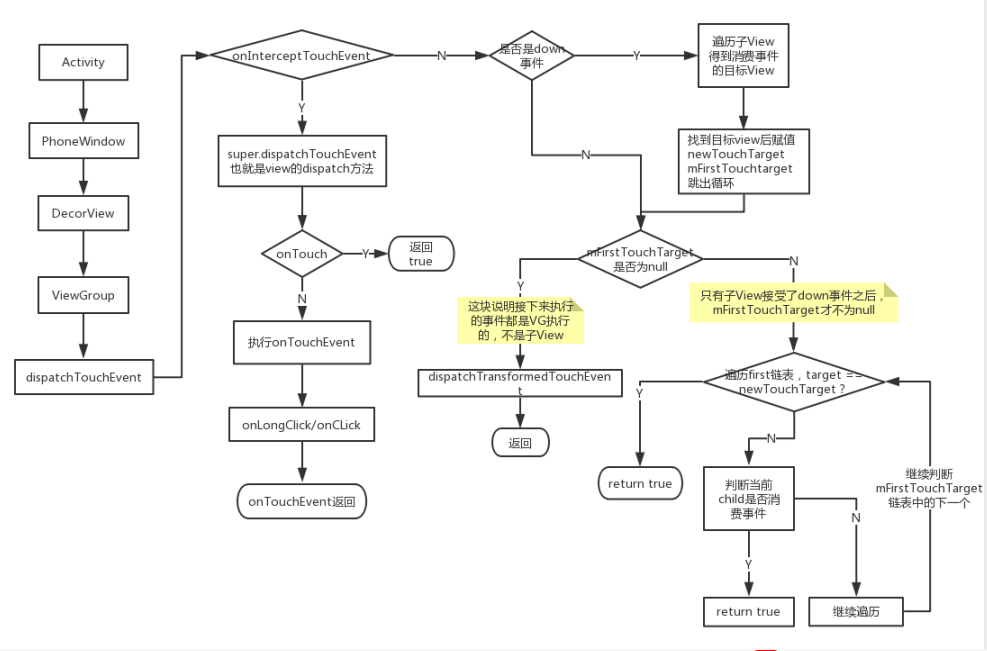 Activity
PhoneWindow
DecorView
ViewGroup
dispatchTouchEvent
onInterceptTouchEvent
Y
super.dispatchTouchEvent
也就是view的dispatch方法
onTouch
Y
返回
true
N
执行onTouchEvent
onLongClick/onCLick
onTouchEvent返回
N
是否是down
事件
Y
遍历子View
得到消费事件
的目标View
找到目标view后赋值
newTouchTarget
mFirstTouchtarget
跳出循环
N
mFirstTouchTarget
是否为null
Y
这块说明接下来执行
的事件都是VG执行
的，不是子View
dispatchTransformedTouchEven
t
返回
N
只有子View接受了down事件之后，
mFirstTouchTarget才不为null
遍历first链表，target ==
newTouchTarget？
Y
return true
N
判断当前
child是否消
费事件
Y
return true
N
继续遍历
继续判断
mFirstTouchTarget
链表中的下一个